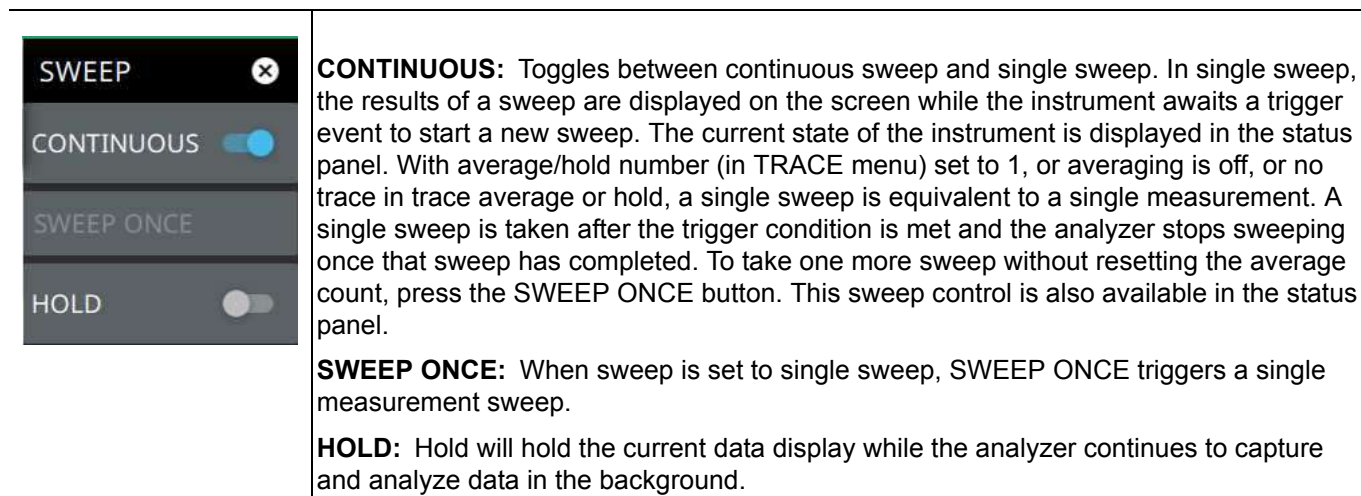 SWEEP
CONTINUOUS
SWEEP ONCE
HOLD
CONTINUOUS: Toggles between continuous sweep and single sweep. In single sweep,
the results of a sweep are displayed on the screen while the instrument awaits a trigger
event to start a new sweep. The current state of the instrument is displayed in the status
panel. With average/hold number (in TRACE menu) set to 1, or averaging is off, or no
trace in trace average or hold, a single sweep is equivalent to a single measurement. A
single sweep is taken after the trigger condition is met and the analyzer stops sweeping
once that sweep has completed. To take one more sweep without resetting the average
count, press the SWEEP ONCE button. This sweep control is also available in the status
panel.
SWEEP ONCE: When sweep is set to single sweep, SWEEP ONCE triggers a single
measurement sweep.
HOLD: Hold will hold the current data display while the analyzer continues to capture
and analyze data in the background.